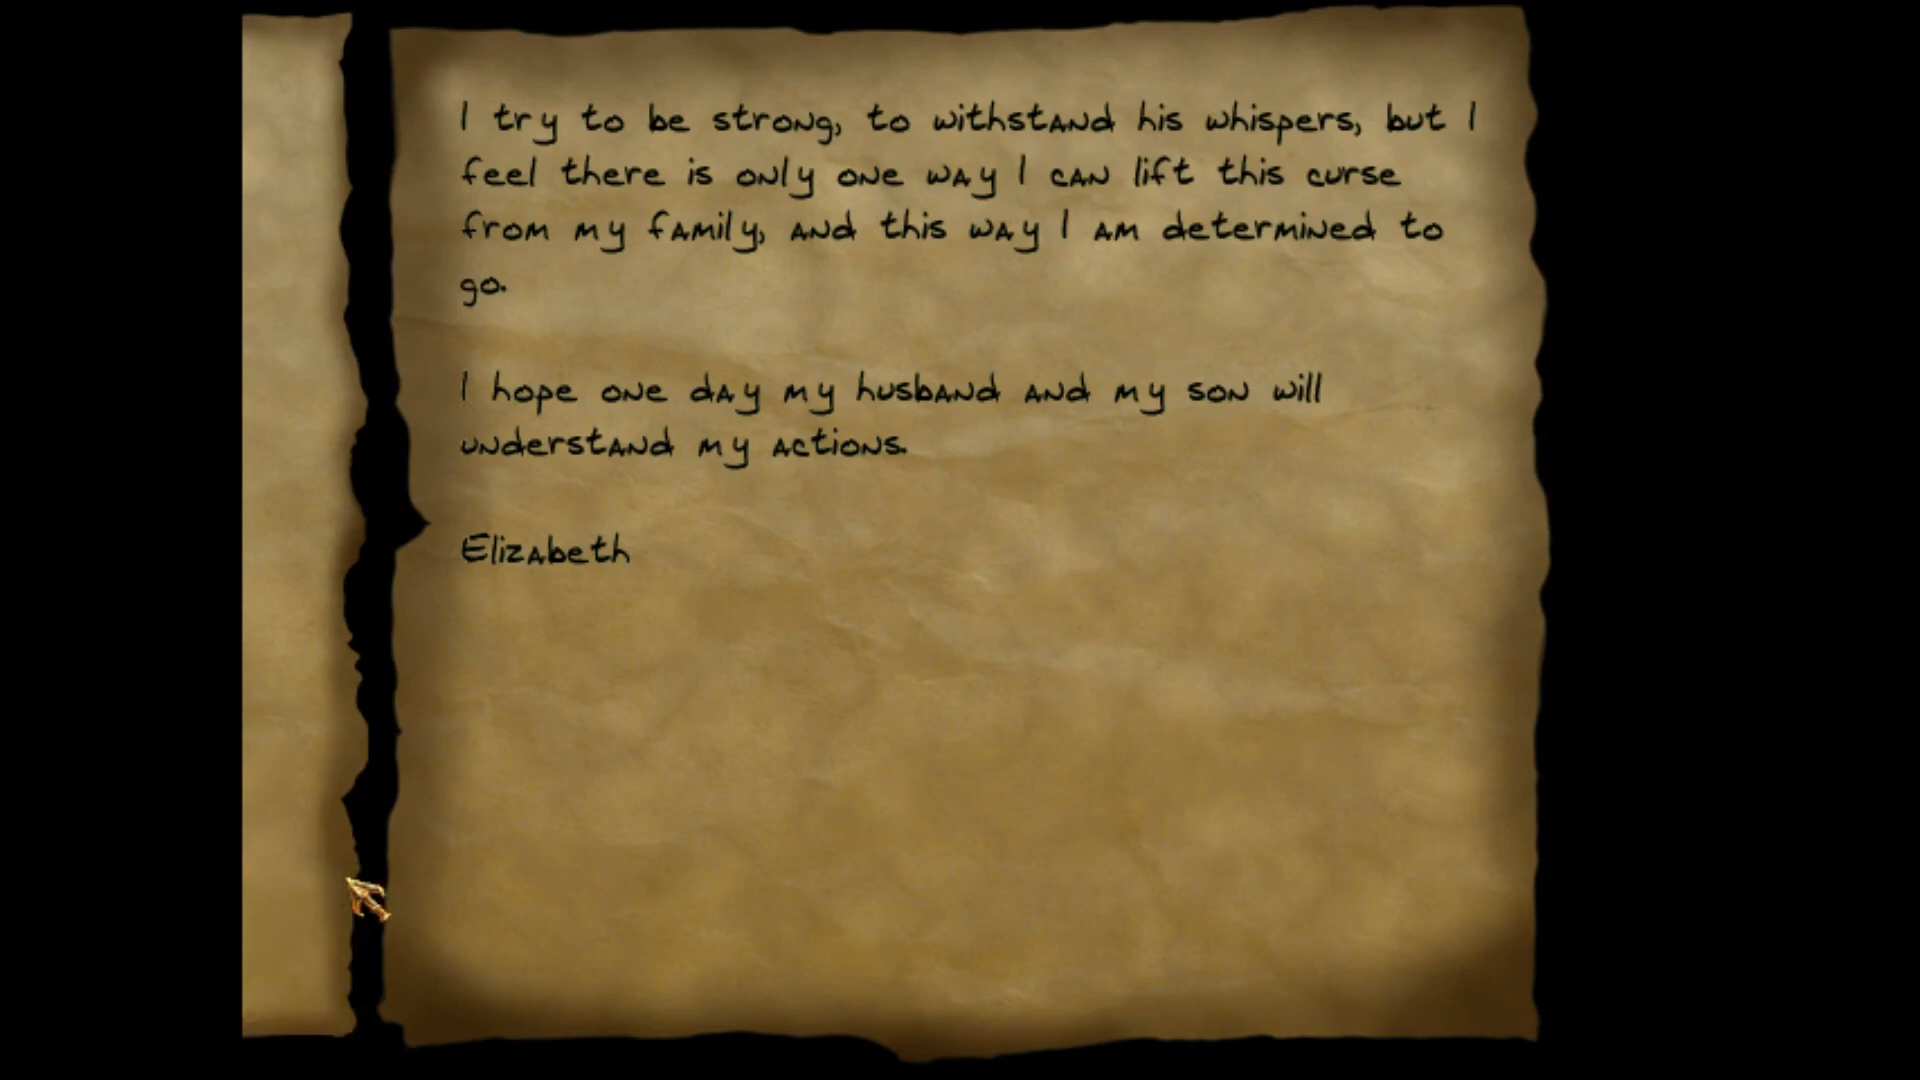 I try to be strong, to withstand his whispers, but I
feel there is only one way I can lift this curse
from my family, and this way I am determined to
go.
I hope one day my husband and my son will
understand my actions.
Elizabeth